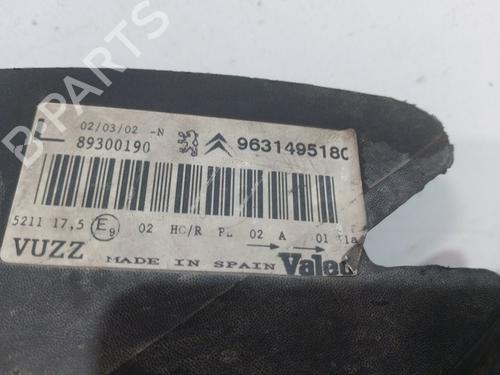 B-PARTS
L 02/03/02 -N
89300190 9631495180
5211 17,5 E9 02 HC/R PL 02 A 01
VUZZ MADE IN SPAIN Valeo